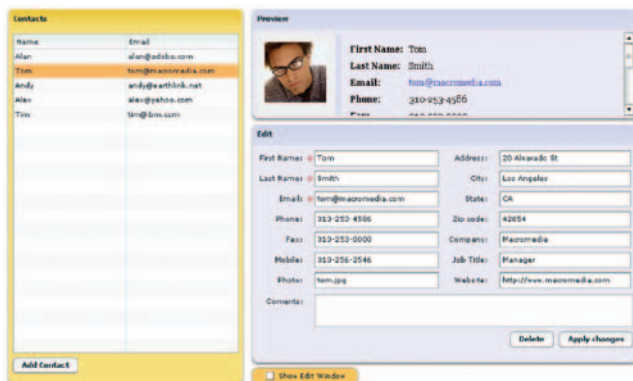 Contacts
Name Email
Alan alan@adobe.com
Tom tom@macromedia.com
Andy andy@earthlink.net
Alex alex@yahoo.com
Tim tim@ibm.com
Add Contact
Preview
First Name: Tom
Last Name: Smith
Email: tom@macromedia.com
Phone: 310-253-4566
Edit
First Name: Tom
Last Name: Smith
Email: tom@macromedia.com
Phone: 310-253-4566
Fax: 310-253-0000
Mobile: 310-256-2546
Photo: tom.jpg
Address: 20 Alvarado St
City: Los Angeles
State: CA
Zip code: 42054
Company: Macromedia
Job Title: Manager
Website: http://www.macromedia.com
Coments:
Delete Apply changes
Show Edit Window